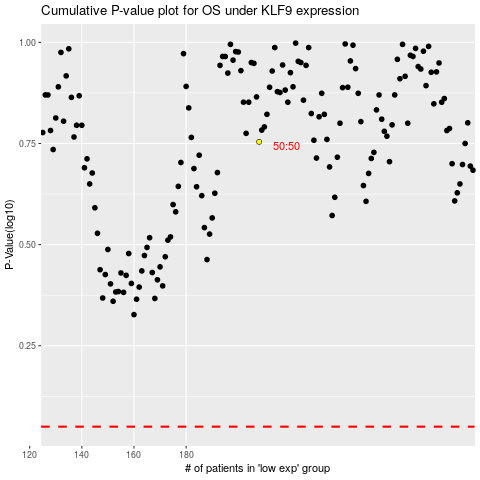 Cumulative P-value plot for OS under KLF9 expression
P-Value(log10)
1.00
0.75
0.50
0.25
50:50
120 140 160 180
# of patients in 'low exp' group